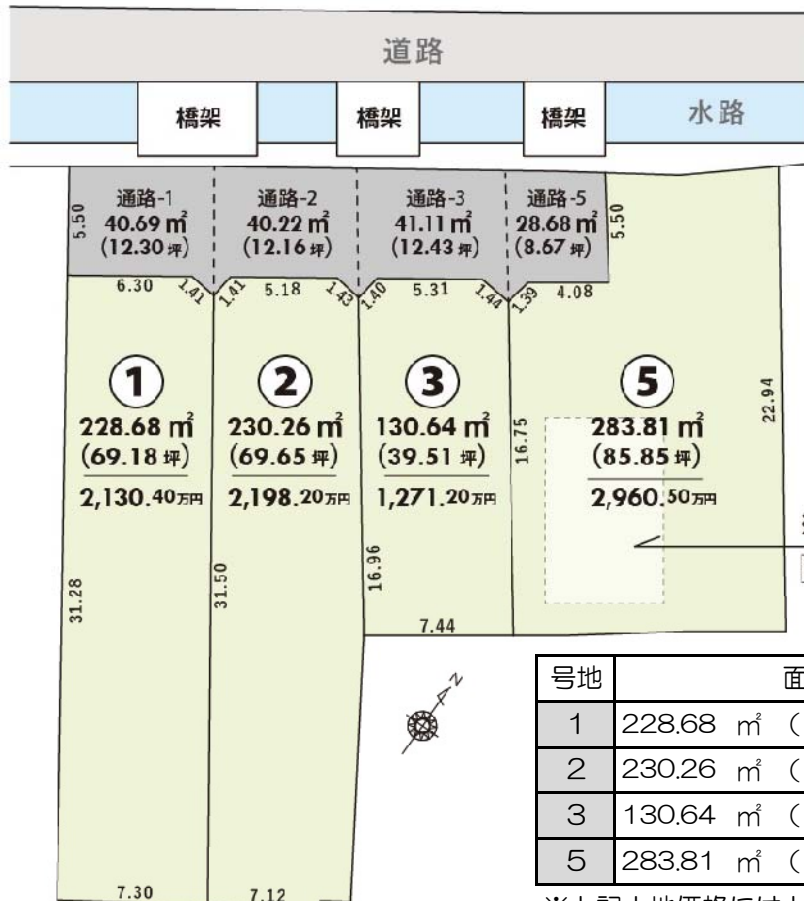 道路
橋架
橋架
橋架
水路
通路-1
40.69 ㎡
(12.30 坪)
通路-2
40.22 ㎡
(12.16 坪)
通路-3
41.11 ㎡
(12.43 坪)
通路-5
28.68 ㎡
(8.67 坪)
5.50
5.50
6.30
1.41
1.41
5.18
1.43
1.40
5.31
1.44
1.39
4.08
1
228.68 ㎡
(69.18 坪)
2,130.40万円
2
230.26 ㎡
(69.65 坪)
2,198.20万円
3
130.64 ㎡
(39.51 坪)
1,271.20万円
5
283.81 ㎡
(85.85 坪)
2,960.50万円
31.28
31.50
16.96
16.75
22.94
7.44
7.30
7.12
N
号地 面
1 228.68 ㎡ (
2 230.26 ㎡ (
3 130.64 ㎡ (
5 283.81 ㎡ (